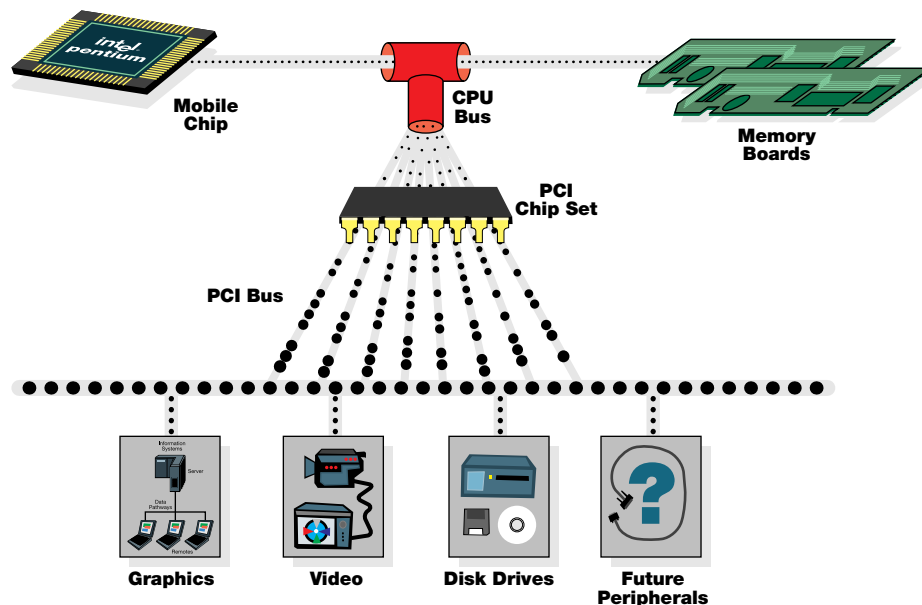 intel
pentium
Mobile
Chip
CPU
Bus
Memory
Boards
PCI
Chip Set
PCI Bus
Information
Systems
Server
Data
Pathways
Remotes
?
Graphics
Video
Disk Drives
Future
Peripherals